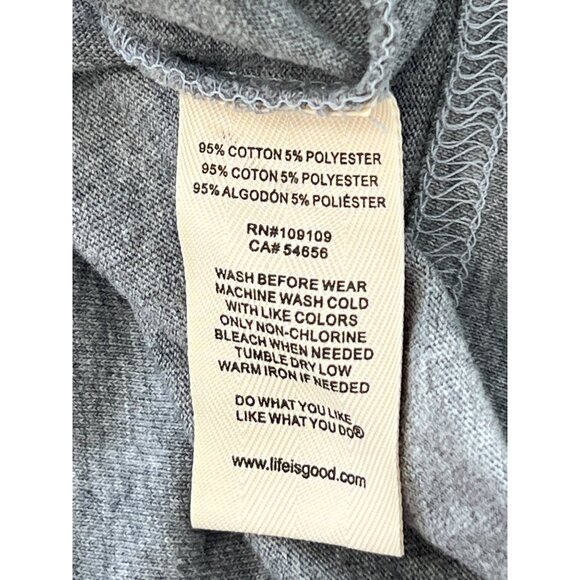 95% COTTON 5% POLYESTER
95% COTON 5% POLYESTER
95% ALGODÓN 5% POLIÉSTER
RN#109109
CA# 54656
WASH BEFORE WEAR
MACHINE WASH COLD
WITH LIKE COLORS
ONLY NON-CHLORINE
BLEACH WHEN NEEDED
TUMBLE DRY LOW
WARM IRON IF NEEDED
DO WHAT YOU LIKE
LIKE WHAT YOU DO®
www.lifeisgood.com